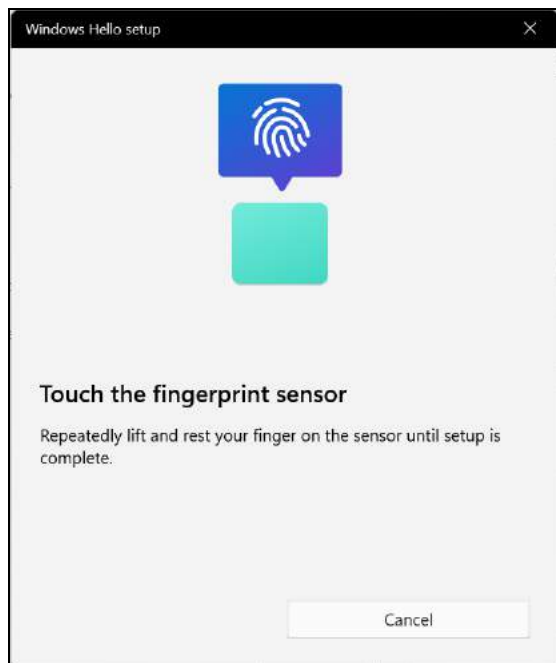 Windows Hello setup
Touch the fingerprint sensor
Repeatedly lift and rest your finger on the sensor until setup is
complete.
Cancel